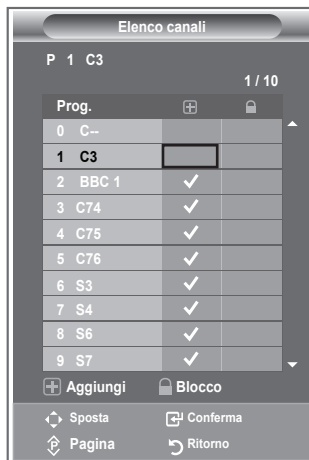 Elenco canali
P 1 C3
1 / 10
Prog.
0 C--
1 C3
2 BBC 1
3 C74
4 C75
5 C76
6 S3
7 S4
8 S6
9 S7
Aggiungi Blocco
Sposta Conferma
Pagina Ritorno